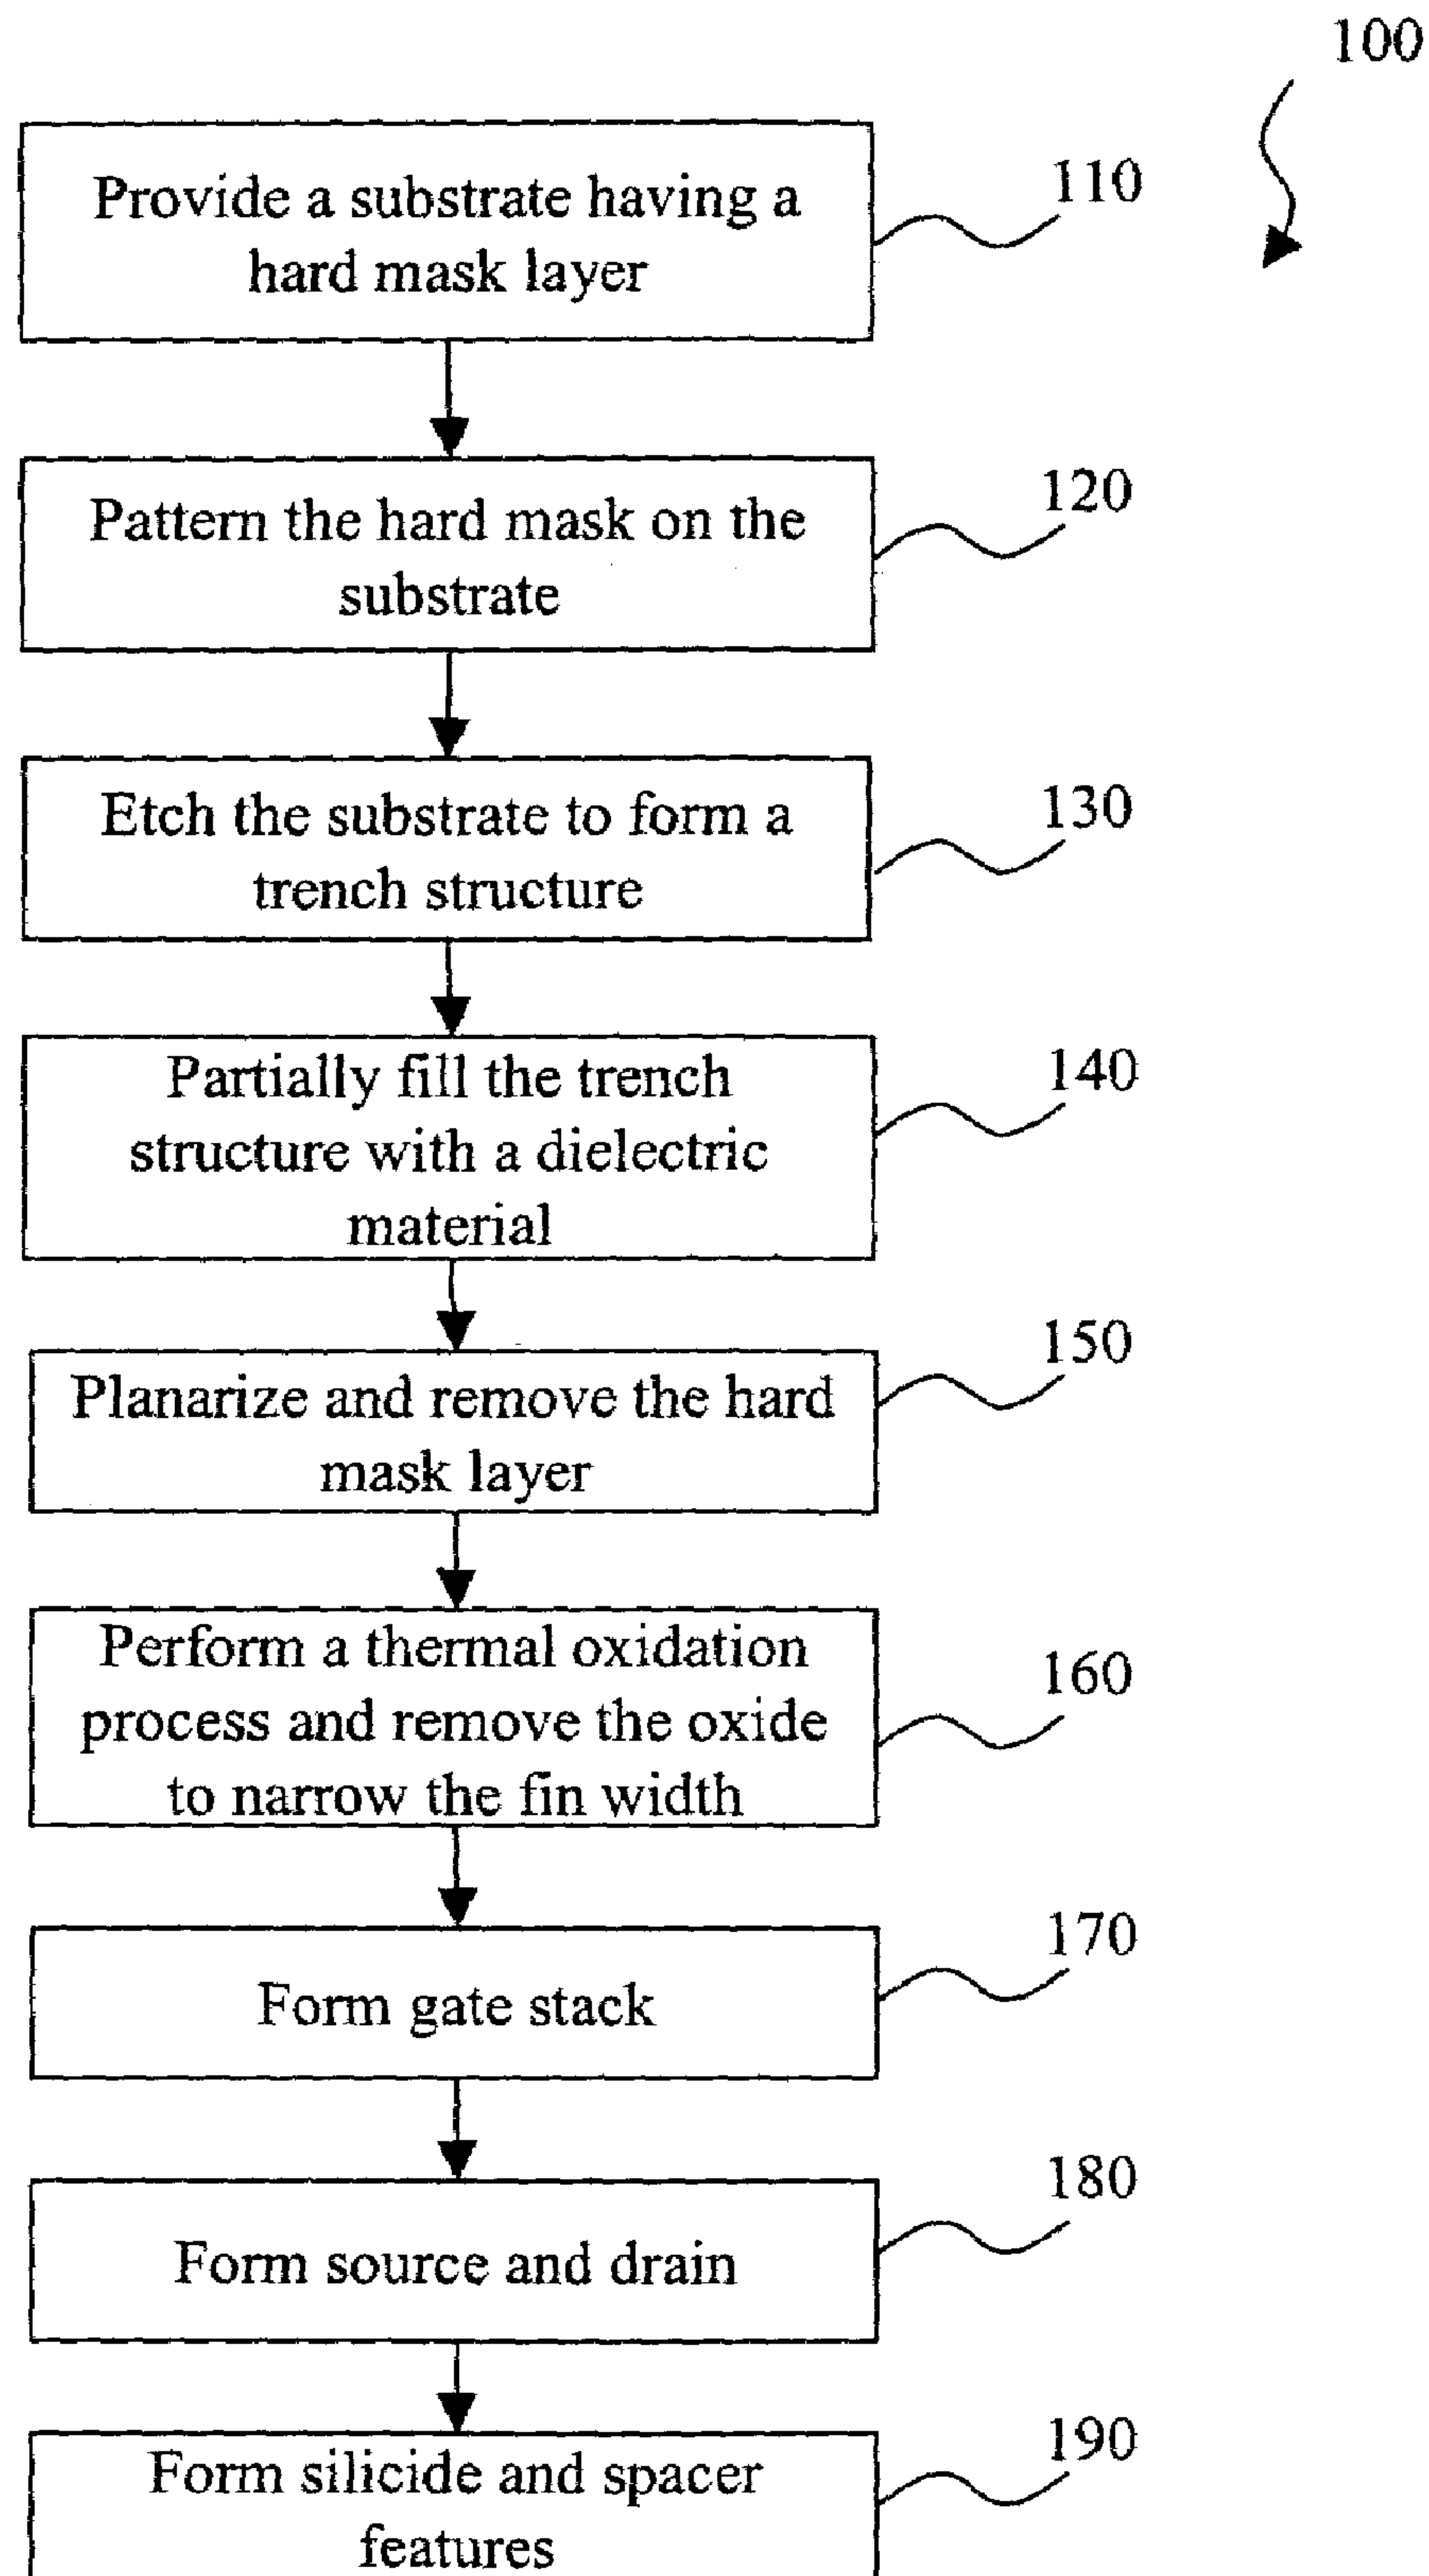 100
Provide a substrate having a
hard mask layer
110
Pattern the hard mask on the
substrate
120
Etch the substrate to form a
trench structure
130
Partially fill the trench
structure with a dielectric
material
140
Planarize and remove the hard
mask layer
150
Perform a thermal oxidation
process and remove the oxide
to narrow the fin width
160
Form gate stack
170
Form source and drain
180
Form silicide and spacer
features
190